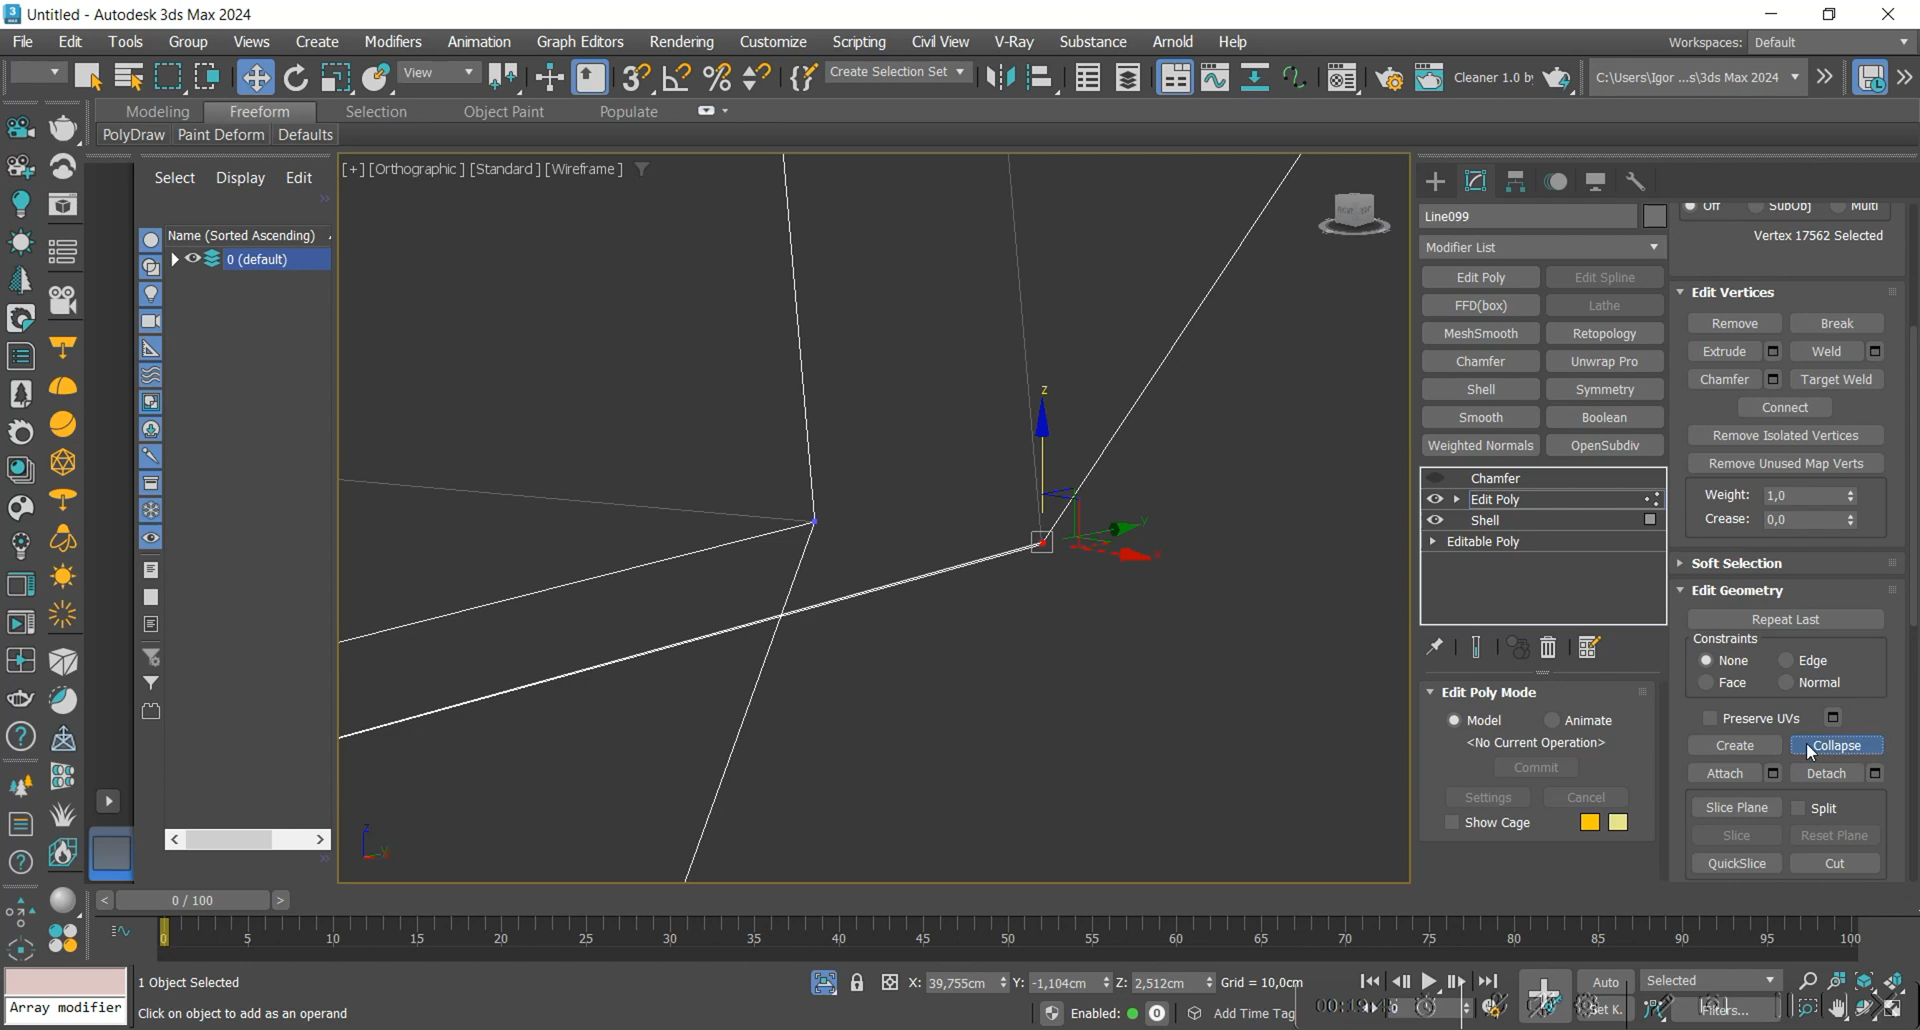 Untitled - Autodesk 3ds Max 2024
File Edit Tools Group Views Create Modifiers Animation Graph Editors Rendering Customize Scripting Civil View V-Ray Substance Arnold Help
Workspaces: Default
View
Create Selection Set
Cleaner 1.0 b
C:\Users\Igor ...s\3ds Max 2024
Modeling Freeform Selection Object Paint Populate
PolyDraw Paint Deform Defaults
Select Display Edit
[+] [Orthographic] [Standard] [Wireframe]
Name (Sorted Ascending)
0 (default)
z
Line099
Modifier List
Edit Poly Edit Spline
FFD(box) Lathe
MeshSmooth Retopology
Chamfer Unwrap Pro
Shell Symmetry
Smooth Boolean
Weighted Normals OpenSubdiv
Chamfer
Edit Poly
Shell
Editable Poly
Edit Poly Mode
Model Animate
<No Current Operation>
Commit
Settings Cancel
Show Cage
Off SubObj Multi
Vertex 17562 Selected
Edit Vertices
Remove Break
Extrude Weld
Chamfer Target Weld
Connect
Remove Isolated Vertices
Remove Unused Map Verts
Weight: 1,0
Crease: 0,0
Soft Selection
Edit Geometry
Repeat Last
Constraints
None Edge
Face Normal
Preserve UVs
Create Collapse
Attach Detach
Slice Plane Split
Slice Reset Plane
QuickSlice Cut
< 0 / 100 >
0 5 10 15 20 25 30 35 40 45 50 55 60 65 70 75 80 85 90 95 100
1 Object Selected
X: 39,755cm Y: -1,104cm Z: 2,512cm Grid = 10,0cm
Auto Selected
Array modifier
Click on object to add as an operand
Enabled: 0 Add Time Tag
Set K. Filters...